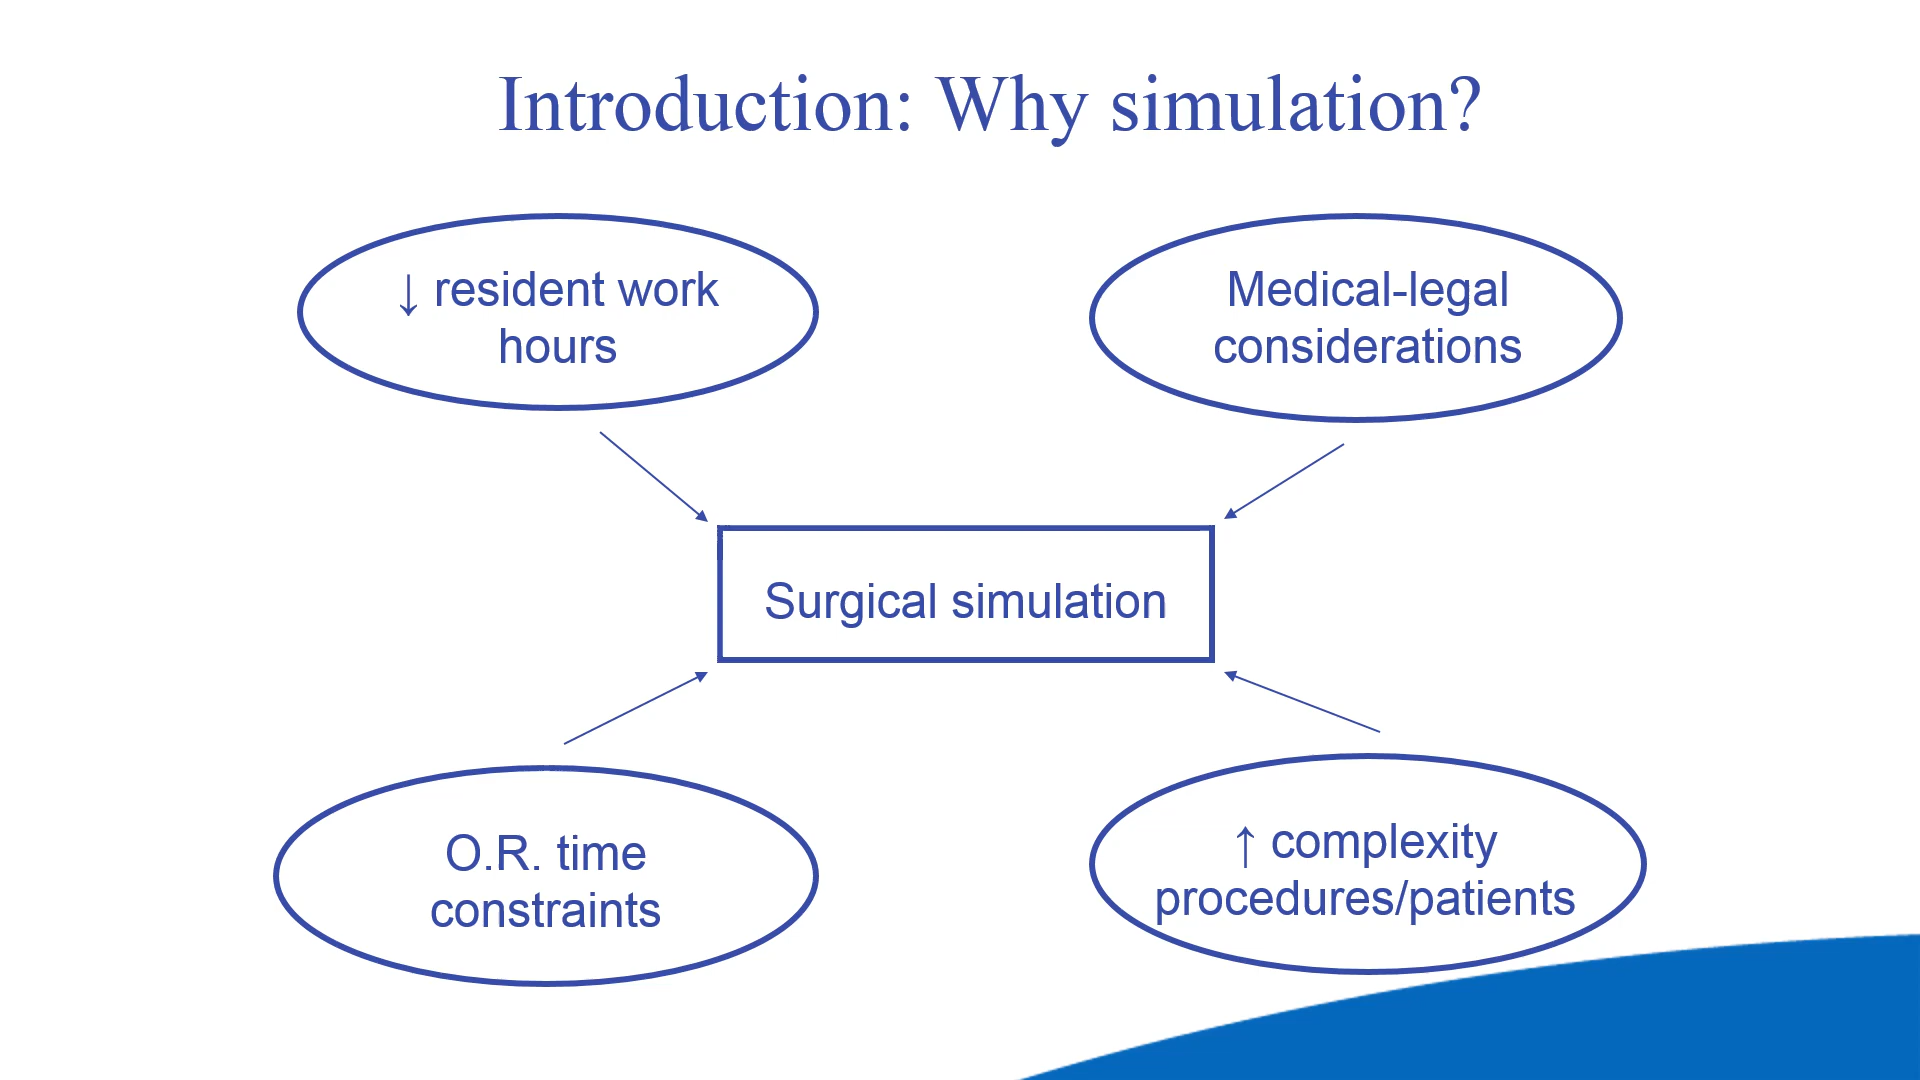 Introduction: Why simulation?
↓ resident work
hours
Medical-legal
considerations
Surgical simulation
O.R. time
constraints
↑ complexity
procedures/patients